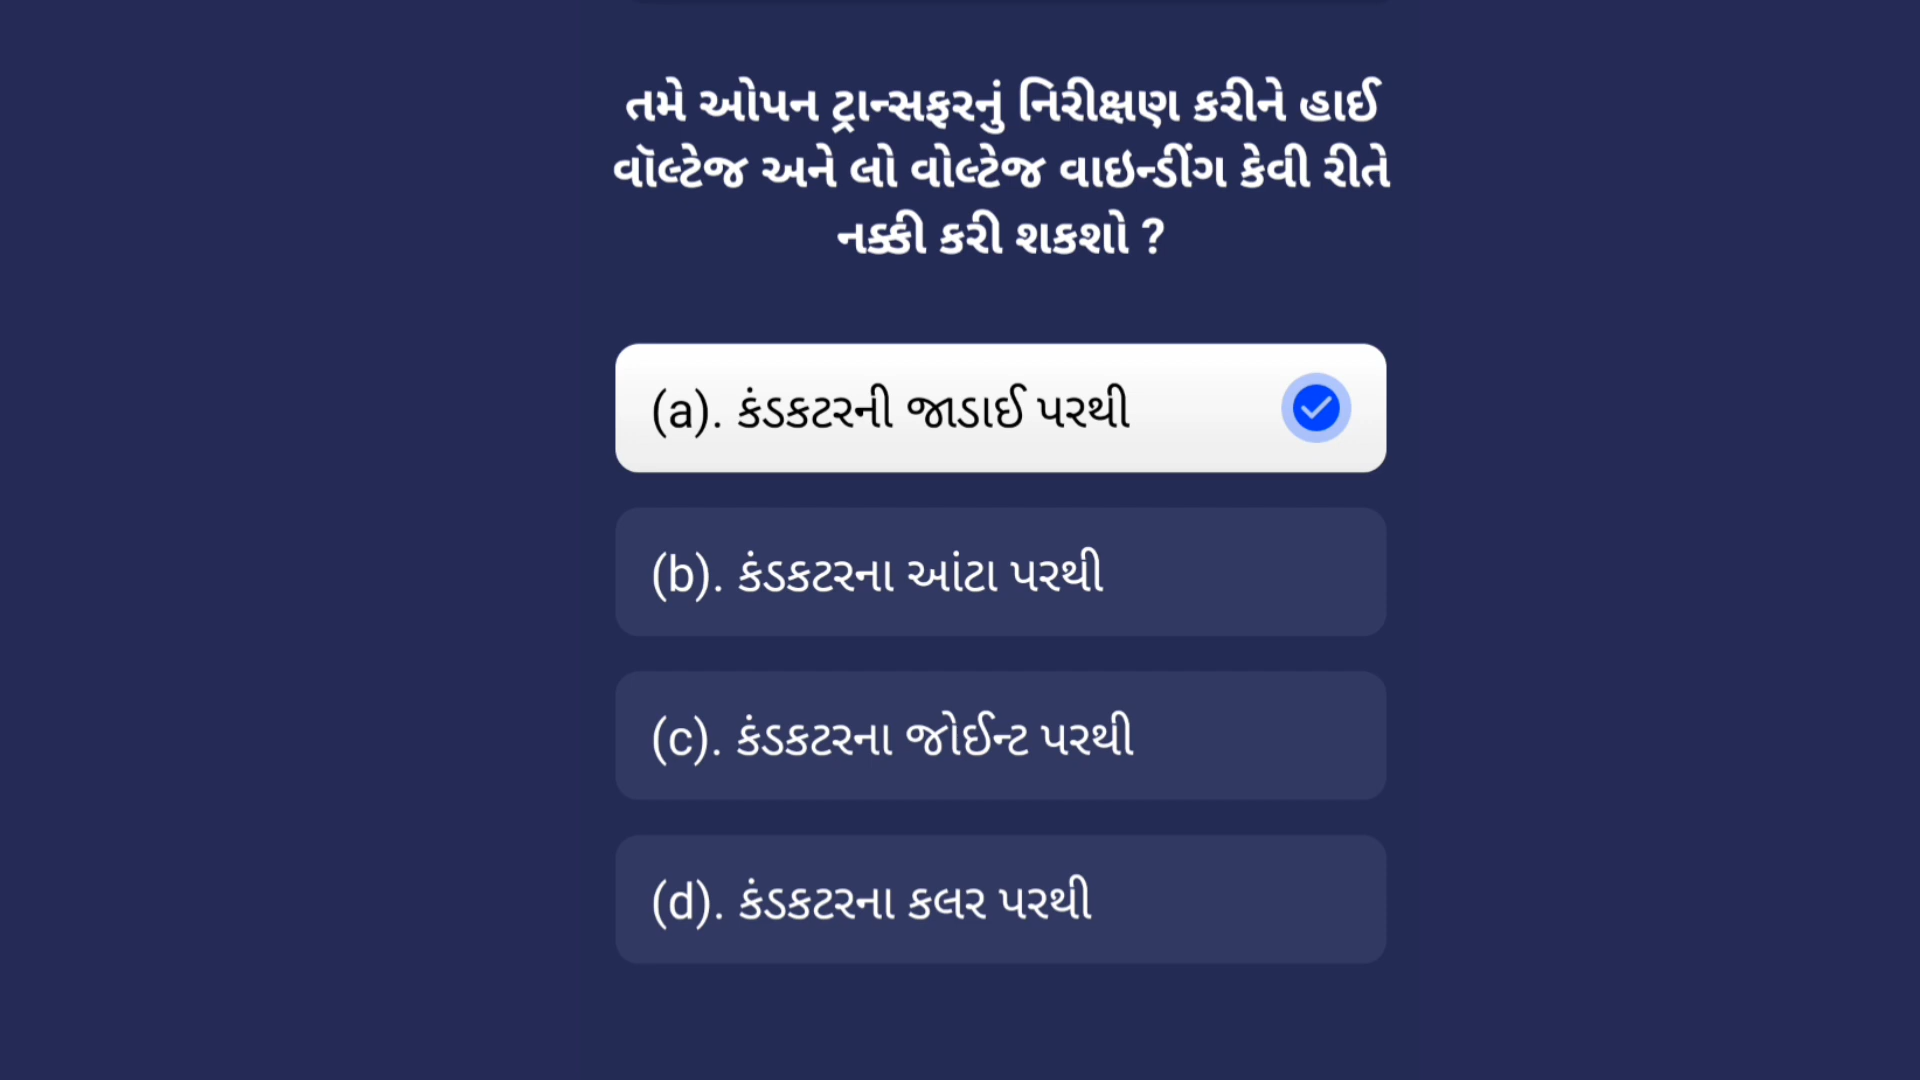 તમે ઓપન ટ્રાન્સફરનું નિરીક્ષણ કરીને હાઈ
વૉલ્ટેજ અને લો વોલ્ટેજ વાઇન્ડીંગ કેવી રીતે
નક્કી કરી શકશો ?
(a). કંડકટરની જાડાઈ પરથી
(b). કંડકટરના આંટા પરથી
(c). કંડકટરના જોઈન્ટ પરથી
(d). કંડકટરના કલર પરથી